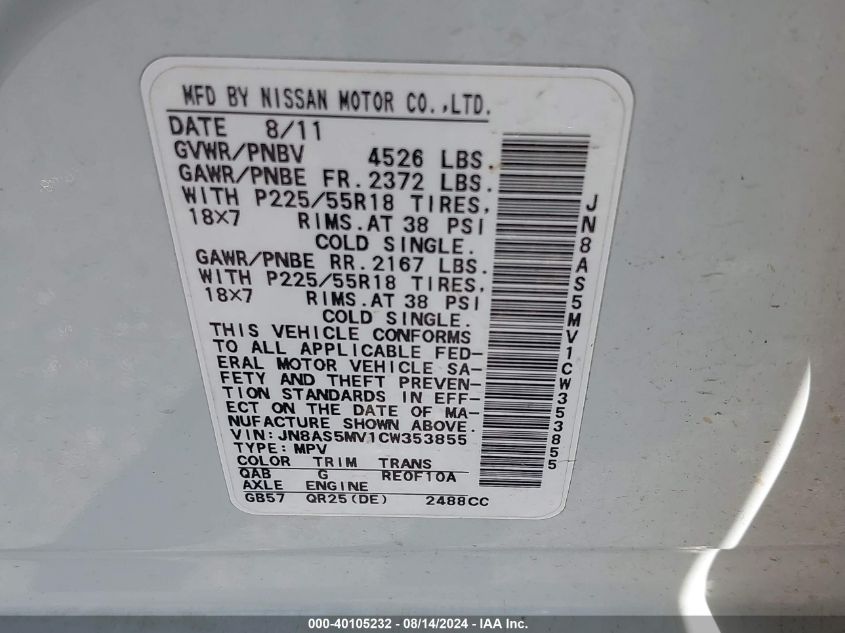 MFD BY NISSAN MOTOR CO.,LTD.
DATE 8/11
GVWR/PNBV 4526 LBS.
GAWR/PNBE FR.2372 LBS.
WITH P225/55R18 TIRES,
18X7 RIMS.AT 38 PSI
COLD SINGLE.
GAWR/PNBE RR.2167 LBS.
WITH P225/55R18 TIRES,
18X7 RIMS.AT 38 PSI
COLD SINGLE.
THIS VEHICLE CONFORMS
TO ALL APPLICABLE FED-
ERAL MOTOR VEHICLE SA-
FETY AND THEFT PREVEN-
TION STANDARDS IN EFF-
ECT ON THE DATE OF MA-
NUFACTURE SHOWN ABOVE.
VIN:JN8AS5MV1CW353855
TYPE:MPV
COLOR TRIM TRANS
QAB G RE0F10A
AXLE ENGINE
GB57 QR25(DE) 2488CC
JN8AS5MV1CW353855
000-40105232 - 08/14/2024 - IAA Inc.